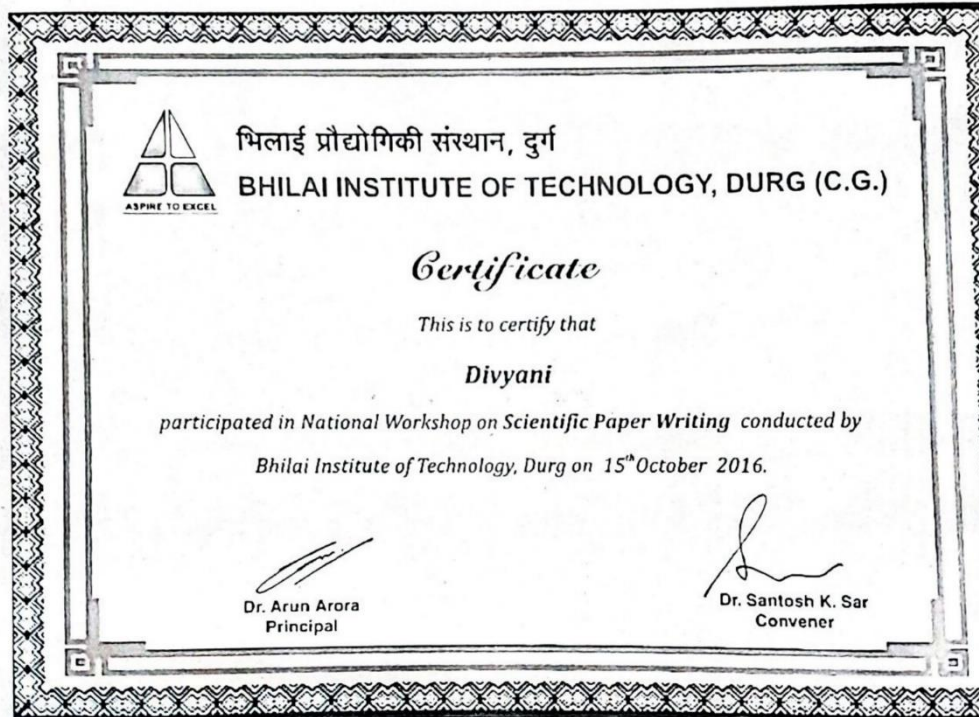 भिलाई प्रौद्योगिकी संस्थान, दुर्ग
BHILAI INSTITUTE OF TECHNOLOGY, DURG (C.G.)
ASPIRE TO EXCEL
Certificate
This is to certify that
Divyani
participated in National Workshop on Scientific Paper Writing conducted by
Bhilai Institute of Technology, Durg on 15th October 2016.
Dr. Arun Arora
Principal
Dr. Santosh K. Sar
Convener